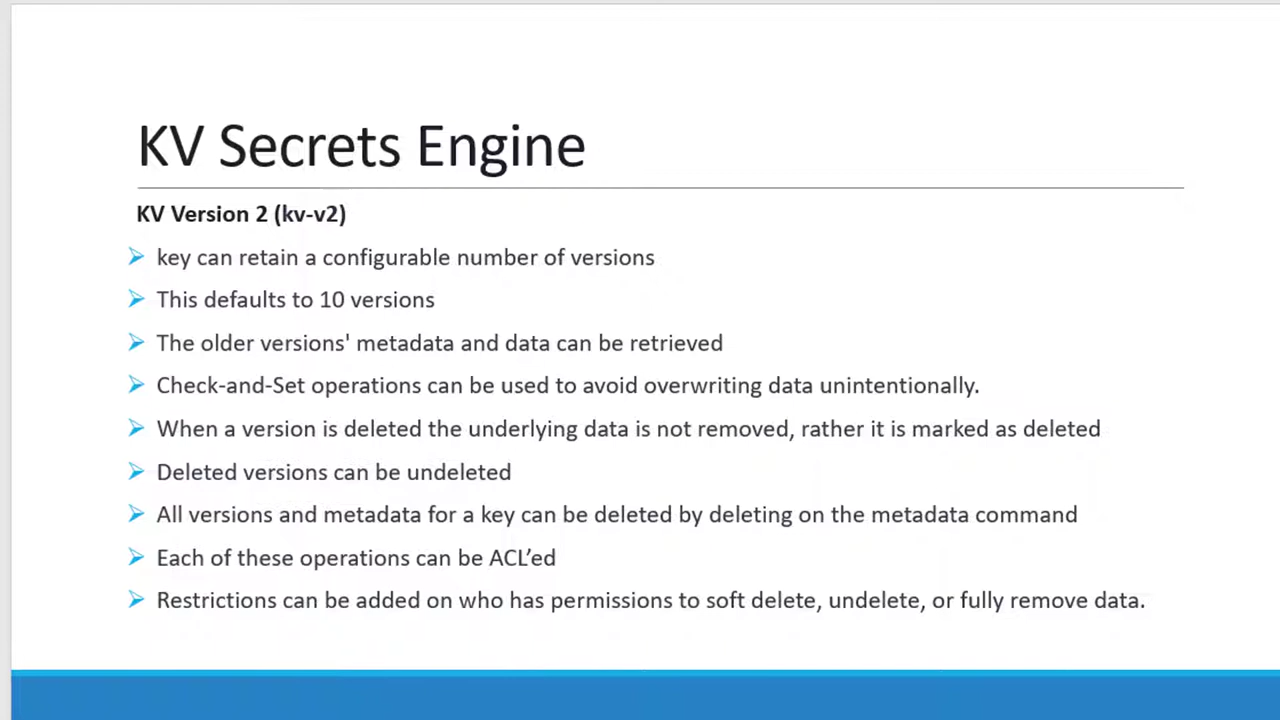 KV Secrets Engine
KV Version 2 (kv-v2)
key can retain a configurable number of versions
This defaults to 10 versions
The older versions' metadata and data can be retrieved
Check-and-Set operations can be used to avoid overwriting data unintentionally.
When a version is deleted the underlying data is not removed, rather it is marked as deleted
Deleted versions can be undeleted
All versions and metadata for a key can be deleted by deleting on the metadata command
Each of these operations can be ACL’ed
Restrictions can be added on who has permissions to soft delete, undelete, or fully remove data.